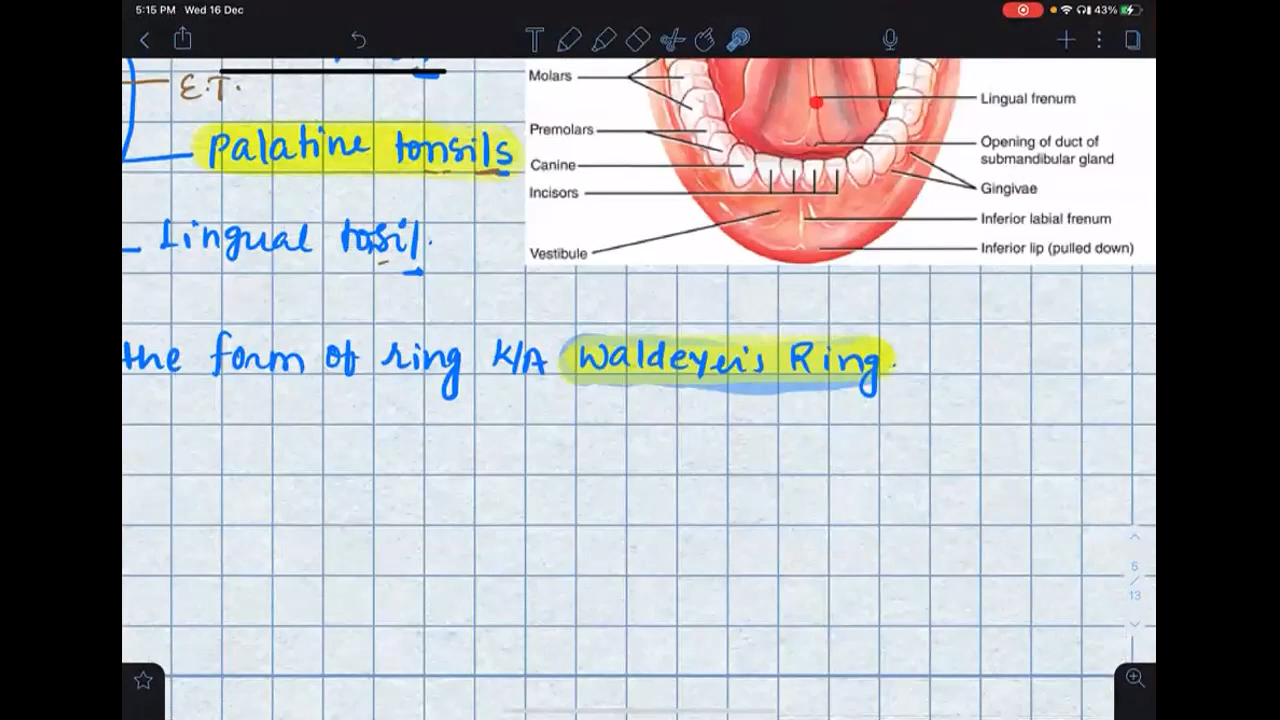 5:15 PM Wed 16 Dec
43%
E.T.
Palatine tonsils
Lingual tosil.
the form of ring K/A Waldeyer's Ring.
Molars
Premolars
Canine
Incisors
Vestibule
Lingual frenum
Opening of duct of
submandibular gland
Gingivae
Inferior labial frenum
Inferior lip (pulled down)
6
/
13